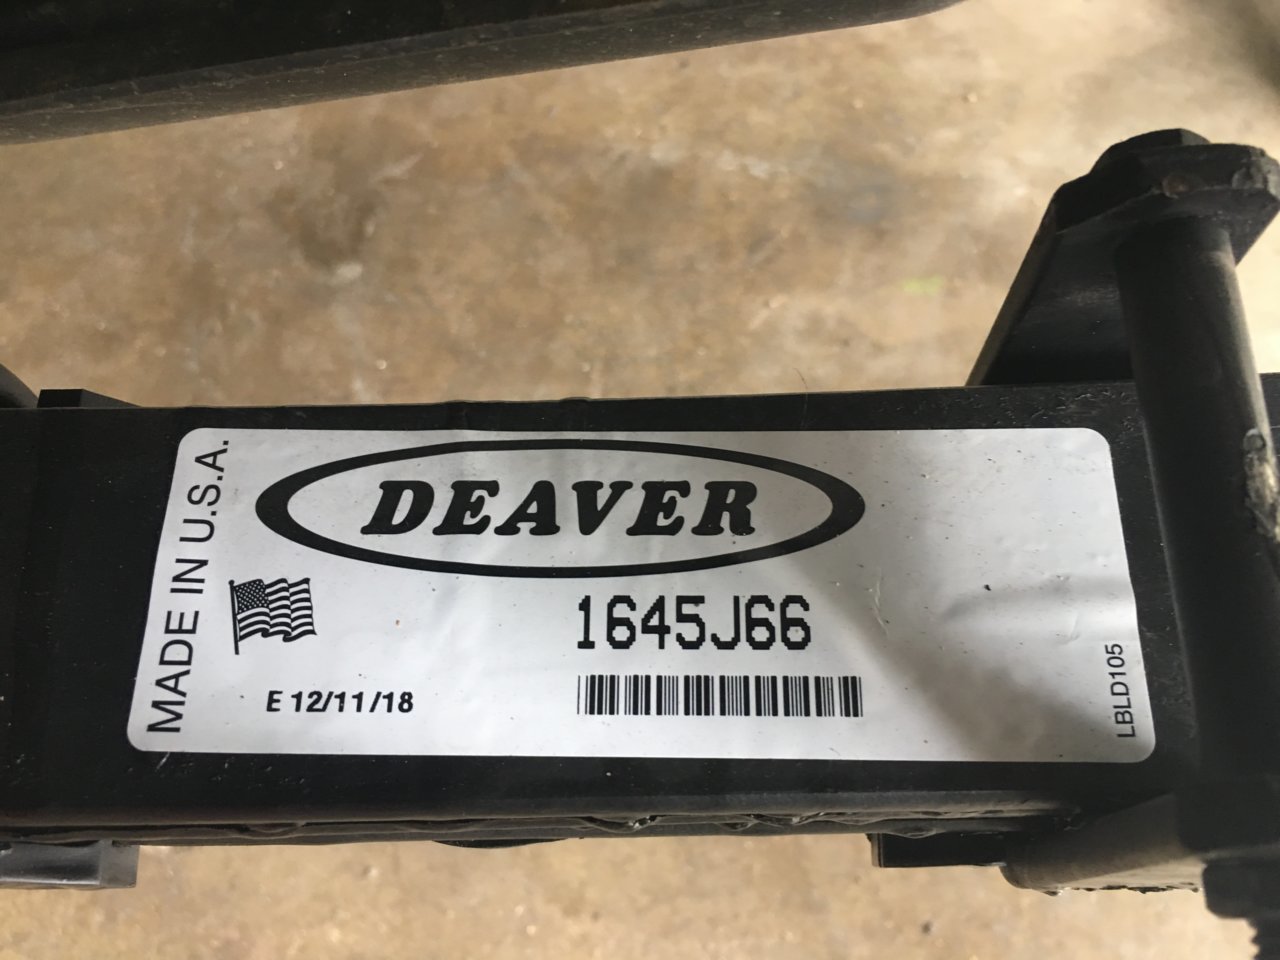 MADE IN U.S.A.
DEAVER
1645J66
E 12/11/18
LBLD105